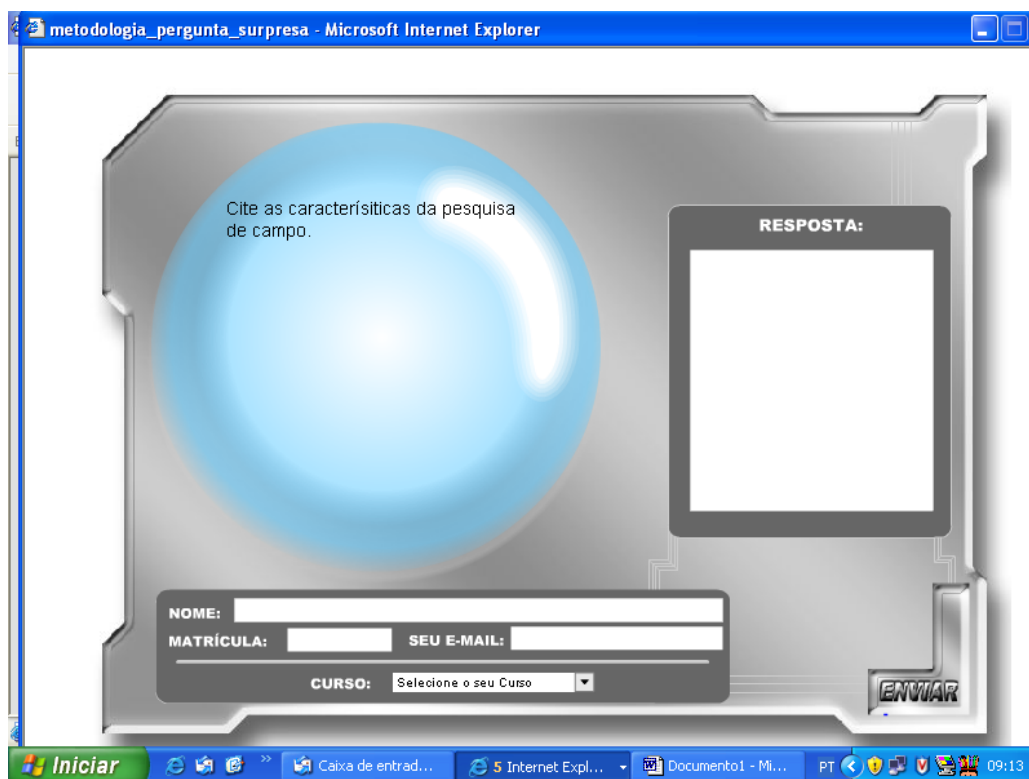 metodologia_pergunta_surpresa - Microsoft Internet Explorer
Cite as caracterísiticas da pesquisa
de campo.
RESPOSTA:
NOME:
MATRÍCULA:
SEU E-MAIL:
CURSO:
Selecione o seu Curso
ENVIAR
Iniciar
Caixa de entrad...
5 Internet Expl...
Documento1 - Mi...
PT
09:13